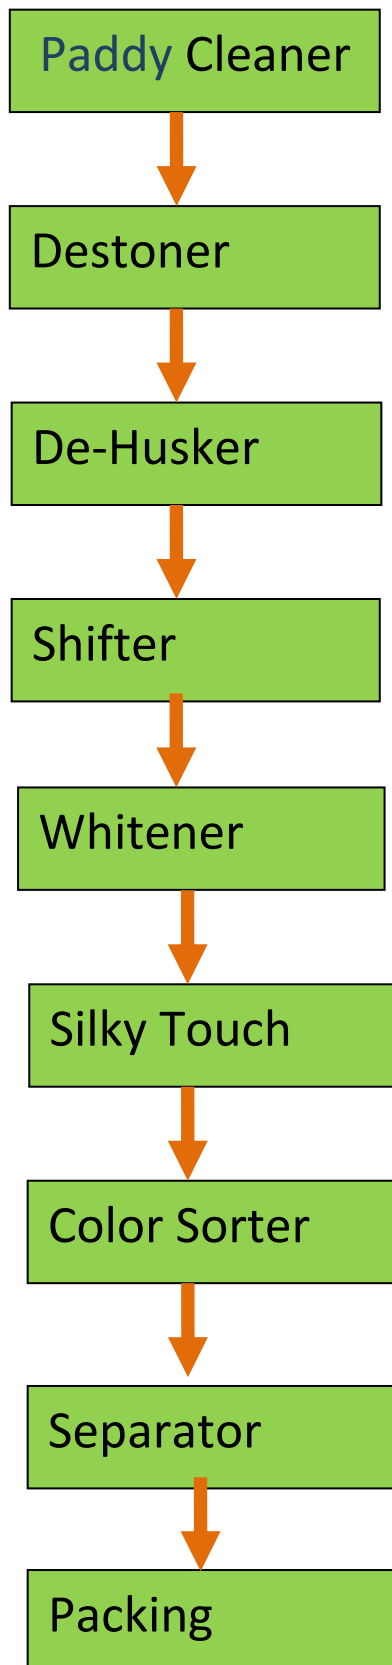 Paddy Cleaner
Destoner
De-Husker
Shifter
Whitener
Silky Touch
Color Sorter
Separator
Packing